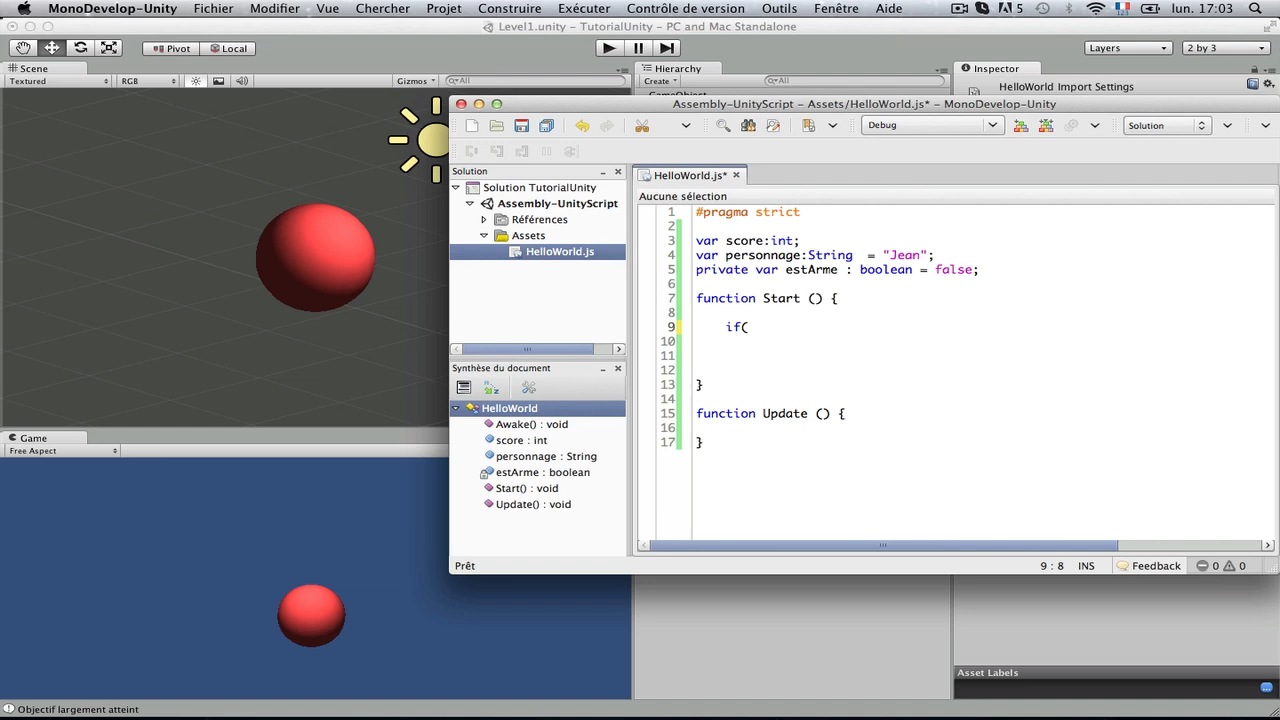 MonoDevelop-Unity Fichier Modifier Vue Chercher Projet Construire Exécuter Contrôle de version Outils Fenêtre Aide 5 123 lun. 17:03
Level1.unity - TutorialUnity - PC and Mac Standalone
Pivot Local Layers 2 by 3
Scene Hierarchy Inspector
Textured RGB Gizmos All Create All HelloWorld Import Settings
GameObject
Assembly-UnityScript - Assets/HelloWorld.js* - MonoDevelop-Unity
Debug Solution
Solution
Solution TutorialUnity
Assembly-UnityScript
Références
Assets
HelloWorld.js
HelloWorld.js*
Aucune sélection
1 #pragma strict
2
3 var score:int;
4 var personnage:String = "Jean";
5 private var estArme : boolean = false;
6
7 function Start () {
8
9 if(
10
11
12
13 }
14
15 function Update () {
16
17 }
Synthèse du document
HelloWorld
Awake() : void
score : int
personnage : String
estArme : boolean
Start() : void
Update() : void
Prêt 9 : 8 INS Feedback 0 0
Game
Free Aspect
Asset Labels
Objectif largement atteint